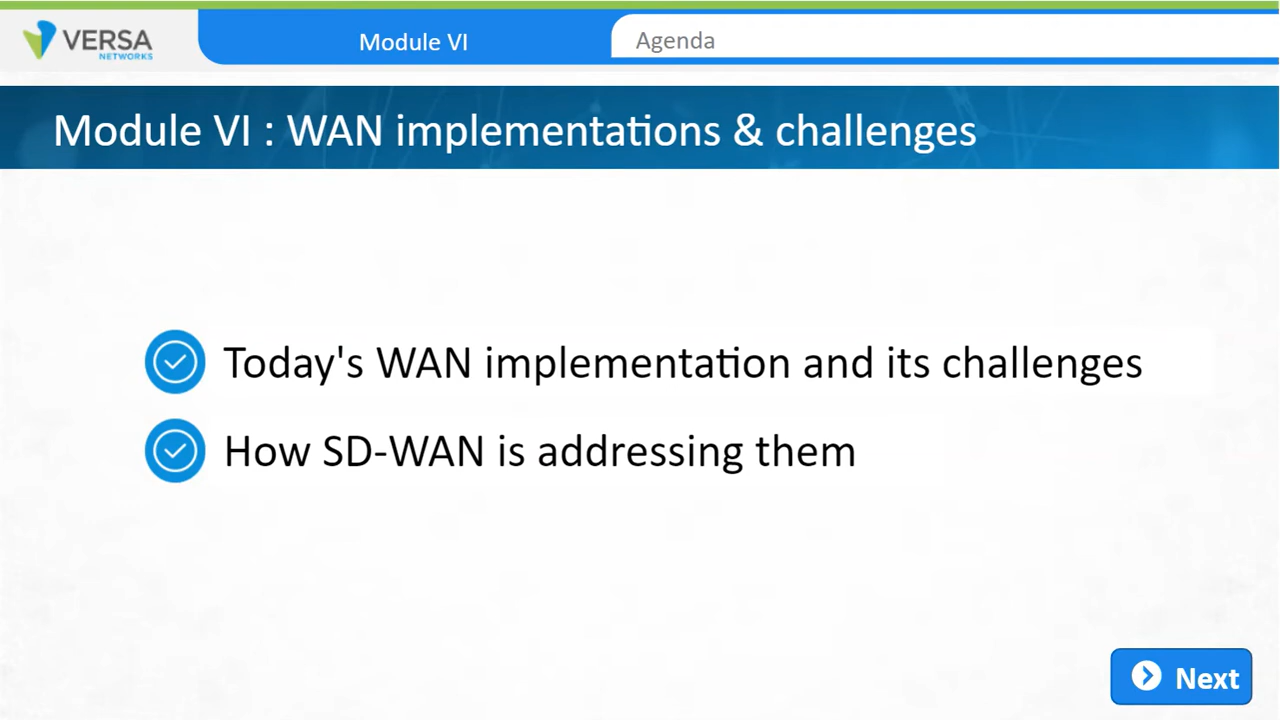 VERSA
NETWORKS
Module VI
Agenda
Module VI : WAN implementations & challenges
Today's WAN implementation and its challenges
How SD-WAN is addressing them
Next